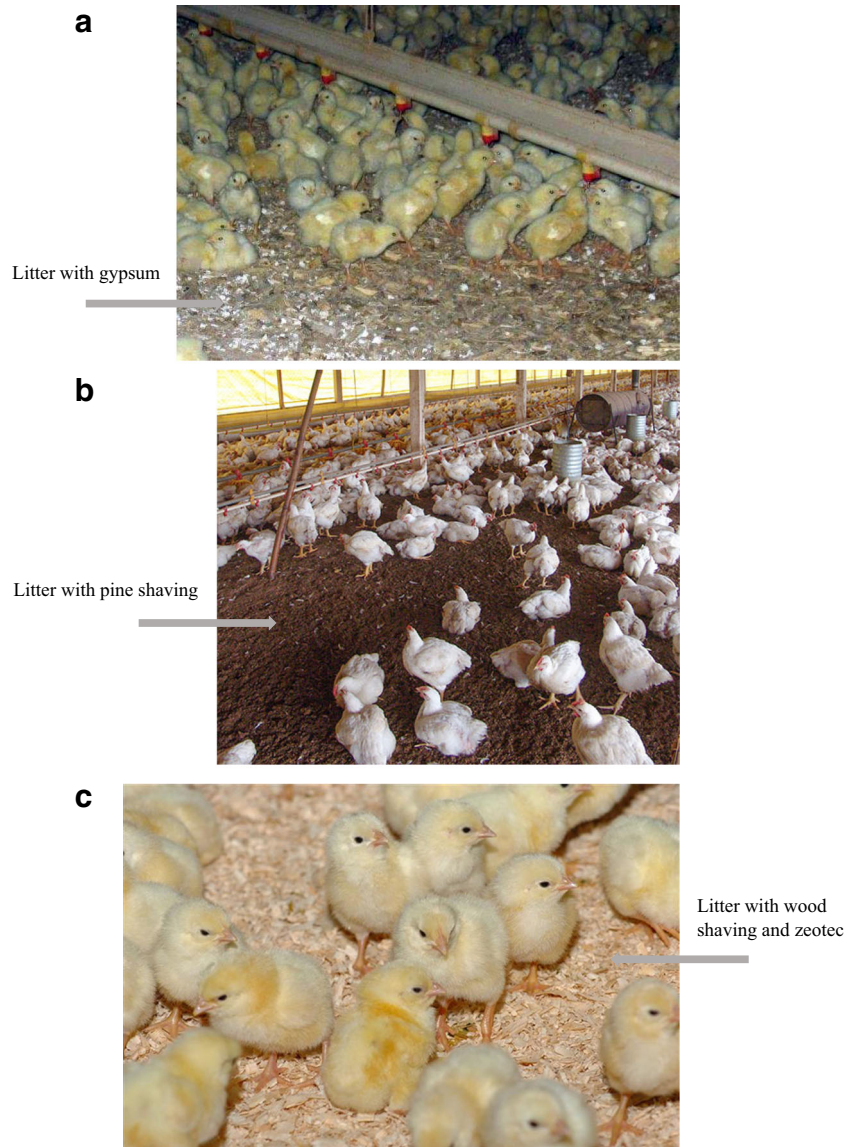 a
Litter with gypsum
b
Litter with pine shaving
c
Litter with wood
shaving and zeotec